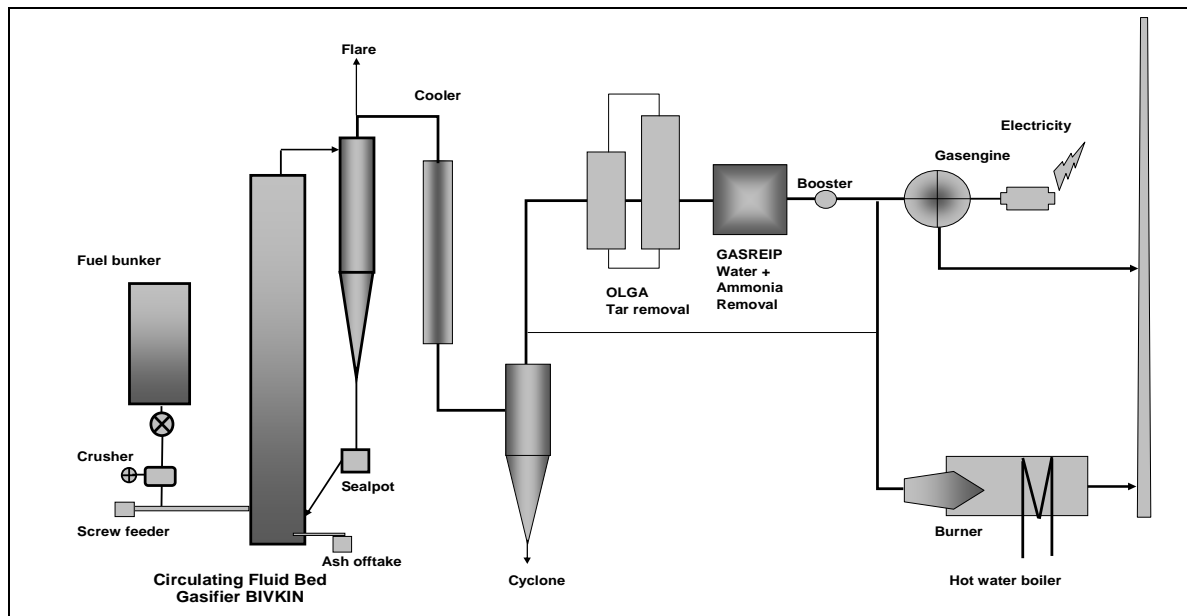 Flare
Cooler
Electricity
Gasengine
Booster
Fuel bunker
GASREIP
Water +
Ammonia
Removal
OLGA
Tar removal
Crusher
Sealpot
Screw feeder
Ash offtake
Burner
Circulating Fluid Bed
Gasifier BIVKIN
Cyclone
Hot water boiler